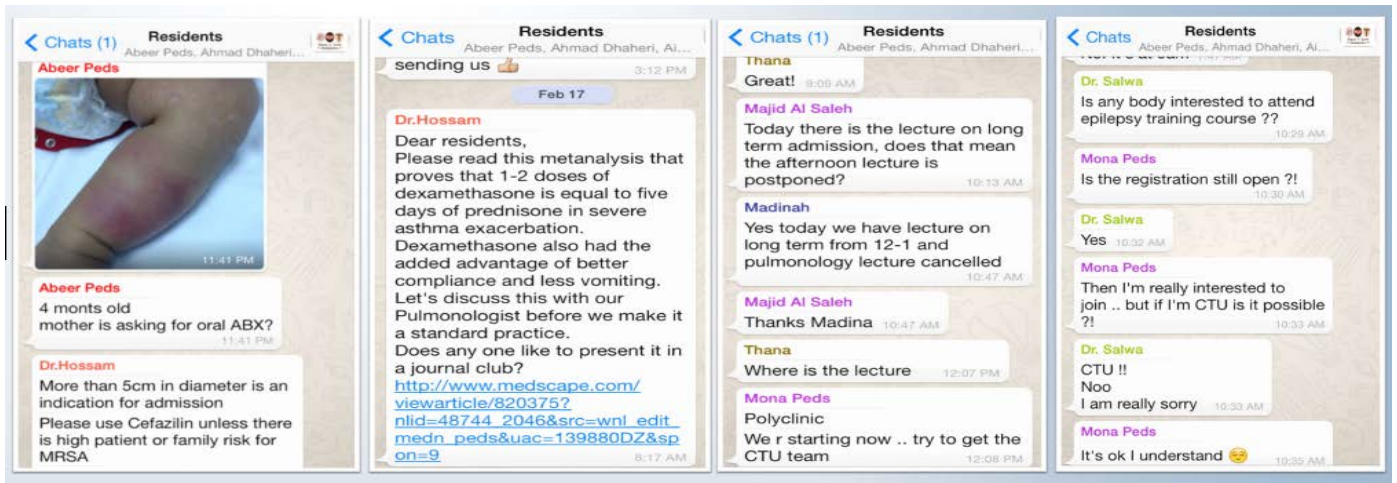 Chats (1)
Residents
Abeer Peds, Ahmad Dhaheri...
Abeer Peds
11:41 PM
Abeer Peds
4 monts old
mother is asking for oral ABX?
11:41 PM
Dr.Hossam
More than 5cm in diameter is an
indication for admission
Please use Cefazilin unless there
is high patient or family risk for
MRSA
Chats
Residents
Abeer Peds, Ahmad Dhaheri, Ai...
sending us 👍
3:12 PM
Feb 17
Dr.Hossam
Dear residents,
Please read this metanalysis that
proves that 1-2 doses of
dexamethasone is equal to five
days of prednisone in severe
asthma exacerbation.
Dexamethasone also had the
added advantage of better
compliance and less vomiting.
Let's discuss this with our
Pulmonologist before we make it
a standard practice.
Does any one like to present it in
a journal club?
http://www.medscape.com/
viewarticle/820375?
nlid=48744_2046&src=wnl_edit_
medn_peds&uac=139880DZ&sp
on=9
8:17 AM
Chats (1)
Residents
Abeer Peds, Ahmad Dhaheri...
Thana
Great! 9:09 AM
Majid Al Saleh
Today there is the lecture on long
term admission, does that mean
the afternoon lecture is
postponed?
10:13 AM
Madinah
Yes today we have lecture on
long term from 12-1 and
pulmonology lecture cancelled
10:47 AM
Majid Al Saleh
Thanks Madina 10:47 AM
Thana
Where is the lecture 12:07 PM
Mona Peds
Polyclinic
We r starting now .. try to get the
CTU team
12:08 PM
Chats
Residents
Abeer Peds, Ahmad Dhaheri, Ai...
Dr. Salwa
Is any body interested to attend
epilepsy training course ??
10:29 AM
Mona Peds
Is the registration still open ?!
10:30 AM
Dr. Salwa
Yes 10:32 AM
Mona Peds
Then I'm really interested to
join .. but if I'm CTU is it possible
?!
10:33 AM
Dr. Salwa
CTU !!
Noo
I am really sorry 10:33 AM
Mona Peds
It's ok I understand 😌 10:35 AM